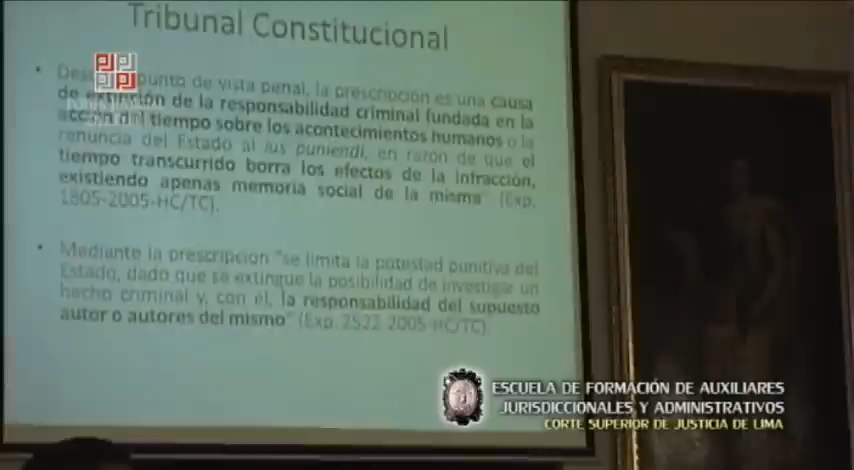 Tribunal Constitucional
• punto de vista penal, la prescripción es una causa
de extinción de la responsabilidad criminal fundada en la
acción del tiempo sobre los acontecimientos humanos o la
renuncia del Estado al ius puniendi, en razón de que el
tiempo transcurrido borra los efectos de la infracción,
existiendo apenas memoria social de la misma" (Exp.
1805-2005-HC/TC).
• Mediante la prescripción "se limita la potestad punitiva del
Estado, dado que se extingue la posibilidad de investigar un
hecho criminal y, con él, la responsabilidad del supuesto
autor o autores del mismo" (Exp. 2522-2005-HC/TC)
ESCUELA DE FORMACIÓN DE AUXILIARES
JURISDICCIONALES Y ADMINISTRATIVOS
CORTE SUPERIOR DE JUSTICIA DE LIMA